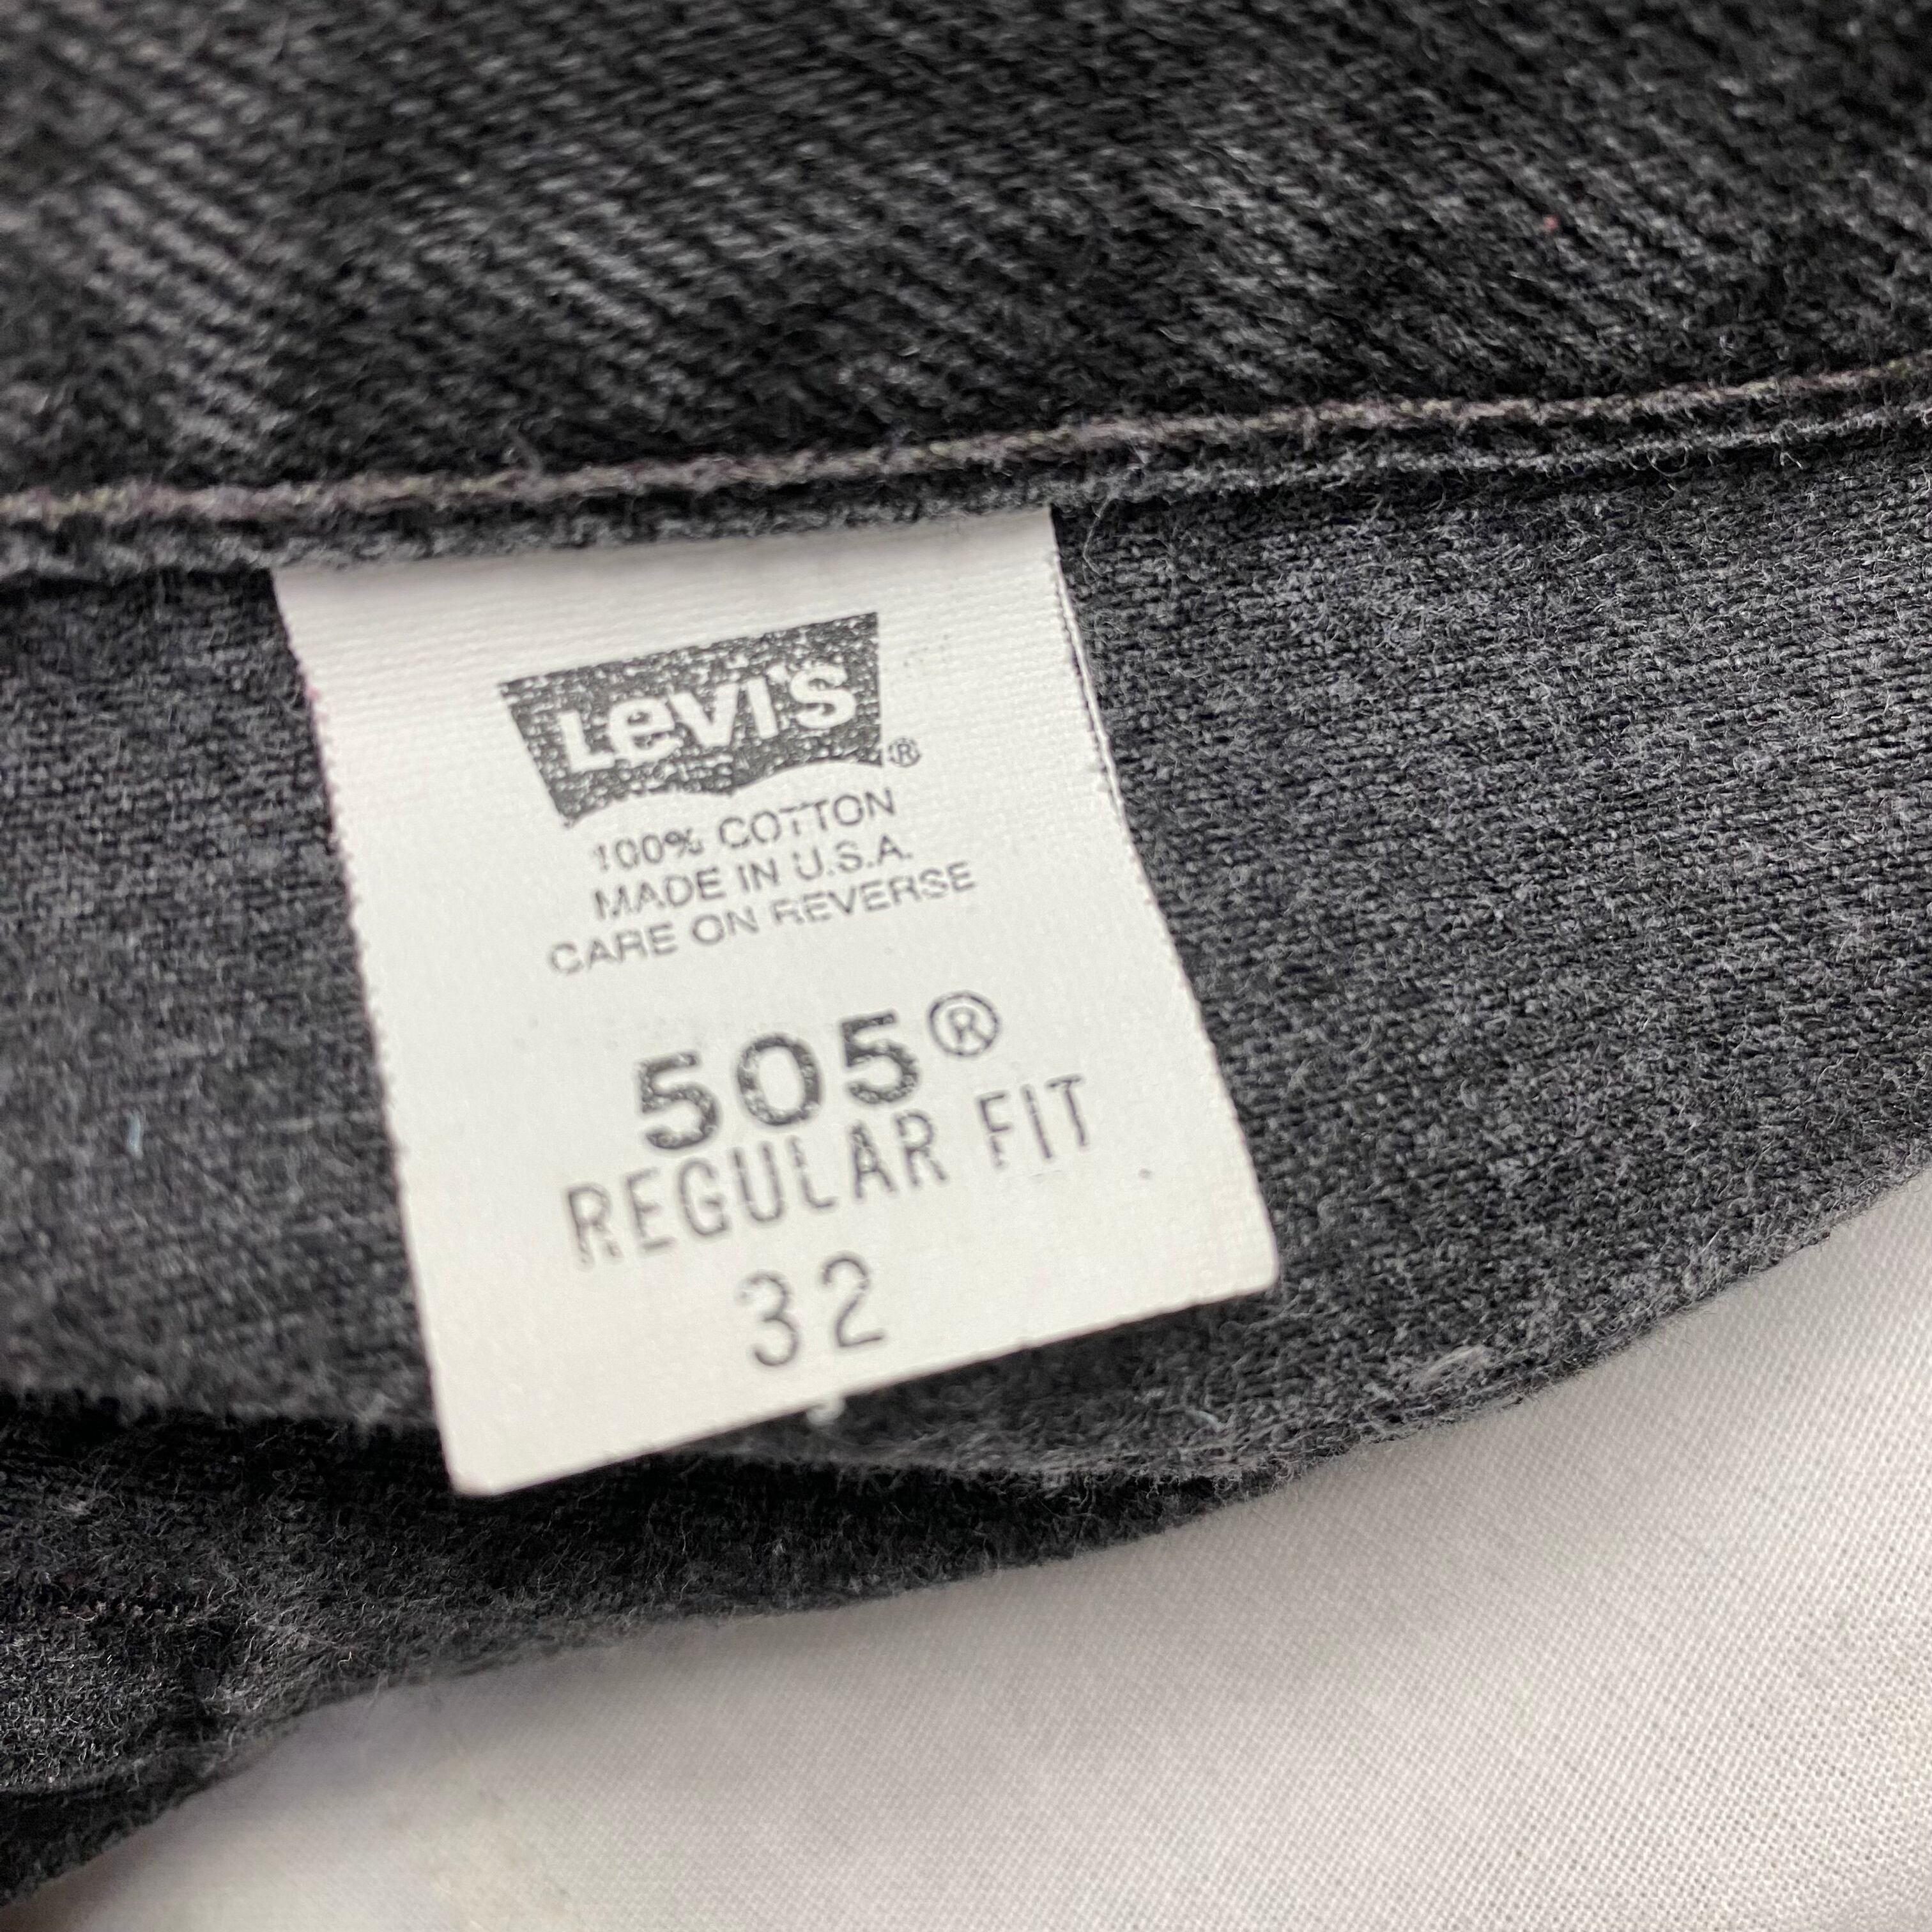 Levi's®
100% COTTON
MADE IN U.S.A.
CARE ON REVERSE
505®
REGULAR FIT
32